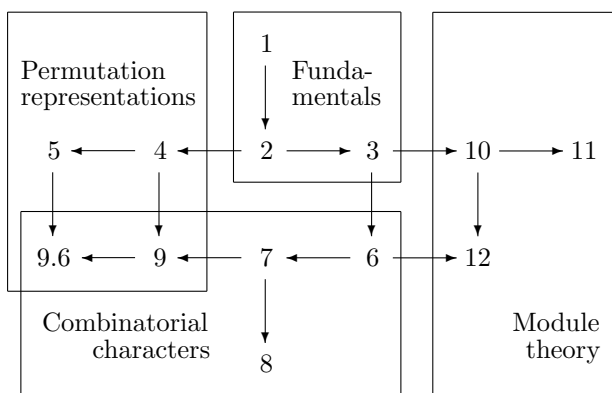 1
Permutation
representations
Funda-
mentals
5 4 2 3 10 11
9.6 9 7 6 12
Combinatorial
characters
Module
theory
8